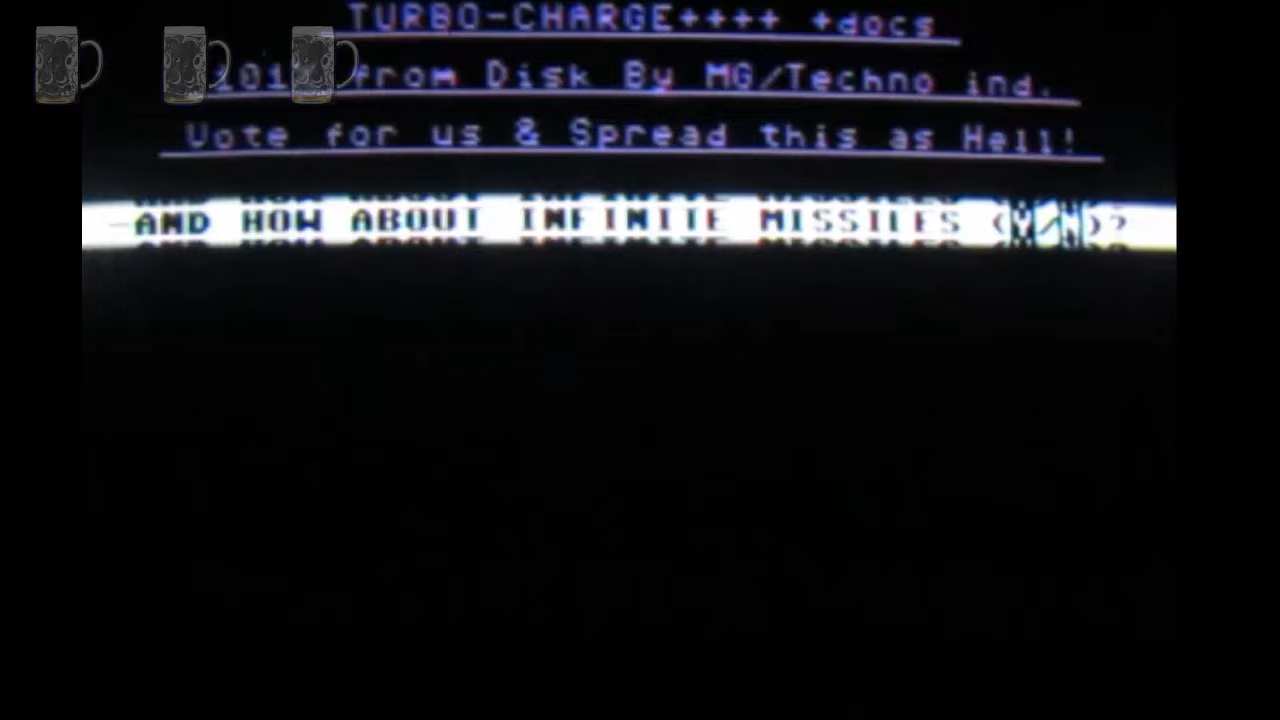 TURBO-CHARGE++++ +docs
from Disk By MG/Techno ind.
Vote for us & Spread this as Hell!
-AND HOW ABOUT INFINITE MISSILES (Y/N)?